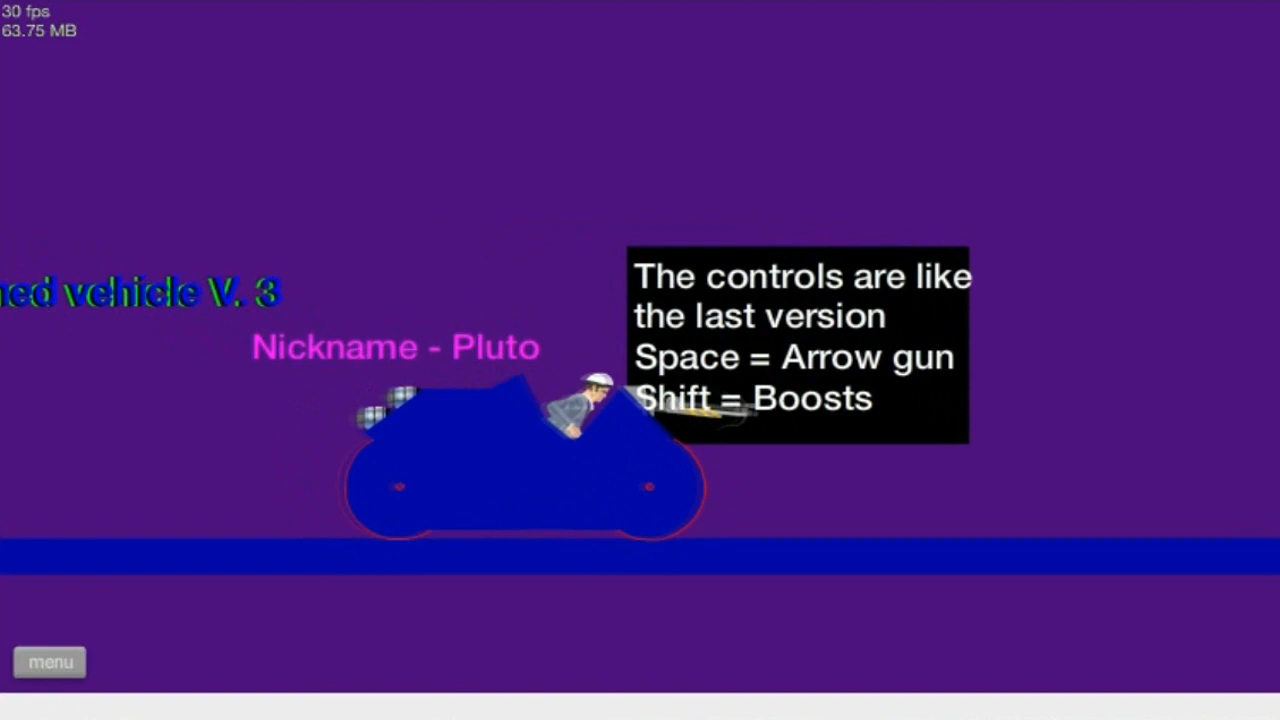 30 fps
63.75 MB
vehicle V. 3
Nickname - Pluto
The controls are like
the last version
Space = Arrow gun
Shift = Boosts
menu